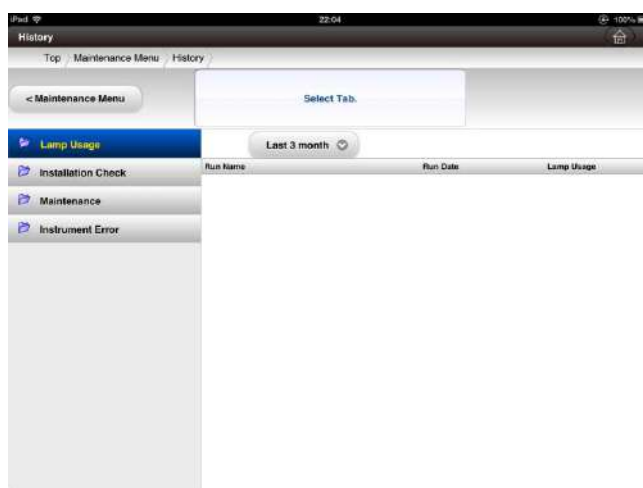 iPad 22:04 100%
History
Top Maintenance Menu History
< Maintenance Menu
Select Tab.
Lamp Usage
Last 3 month
Installation Check
Run Name Run Date Lamp Usage
Maintenance
Instrument Error